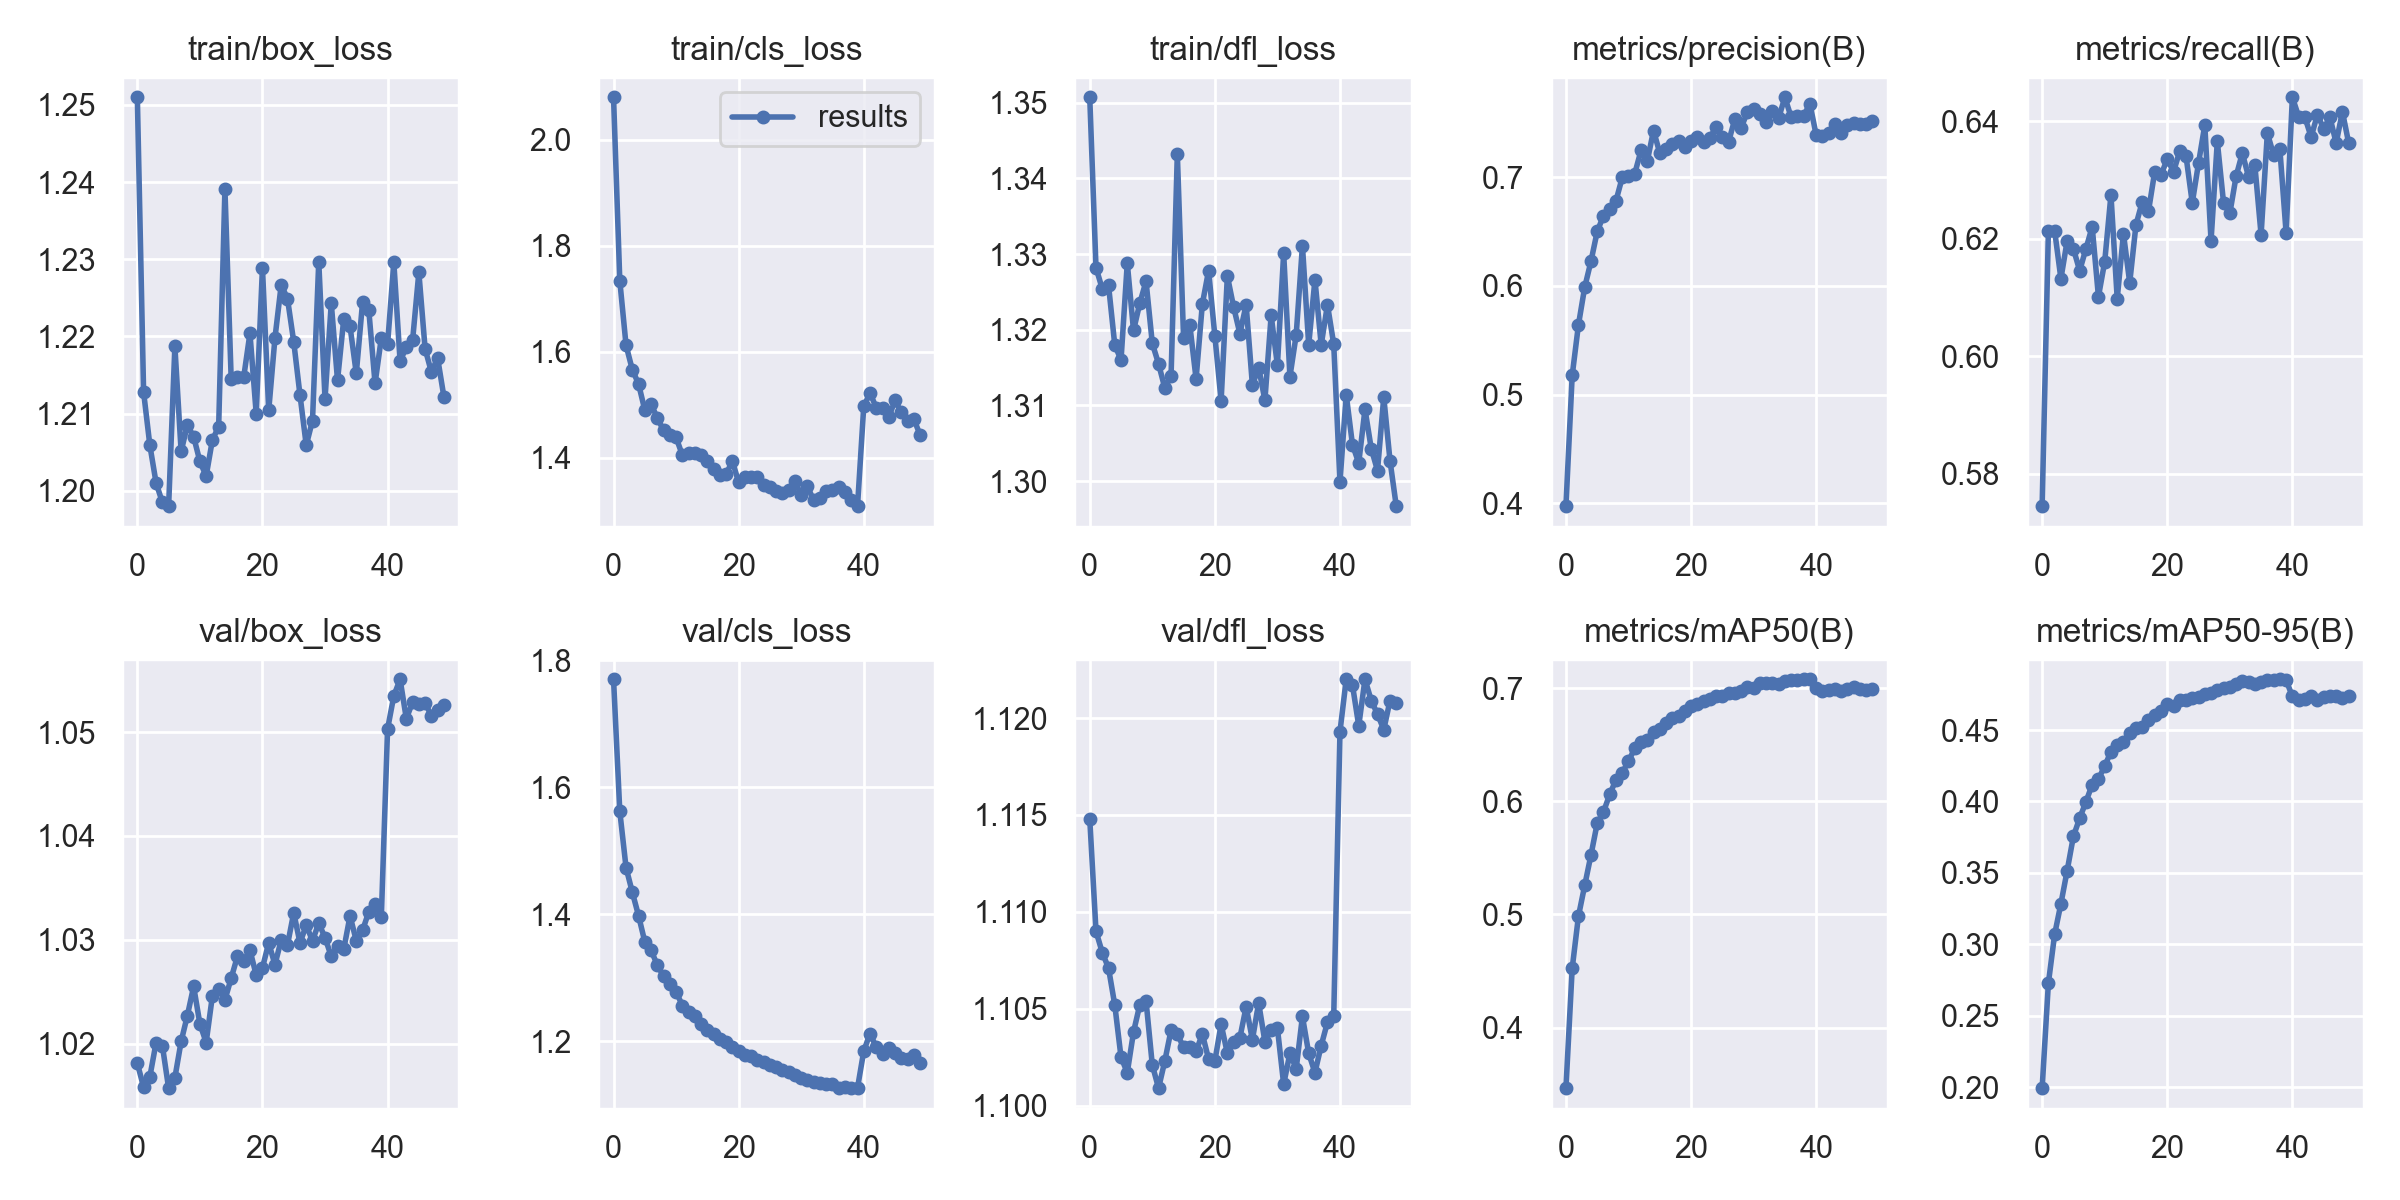 train/box_loss
1.25
1.24
1.23
1.22
1.21
1.20
0 20 40
train/cls_loss
results
2.0
1.8
1.6
1.4
0 20 40
train/dfl_loss
1.35
1.34
1.33
1.32
1.31
1.30
0 20 40
metrics/precision(B)
0.7
0.6
0.5
0.4
0 20 40
metrics/recall(B)
0.64
0.62
0.60
0.58
0 20 40
val/box_loss
1.05
1.04
1.03
1.02
0 20 40
val/cls_loss
1.8
1.6
1.4
1.2
0 20 40
val/dfl_loss
1.120
1.115
1.110
1.105
1.100
0 20 40
metrics/mAP50(B)
0.7
0.6
0.5
0.4
0 20 40
metrics/mAP50-95(B)
0.45
0.40
0.35
0.30
0.25
0.20
0 20 40